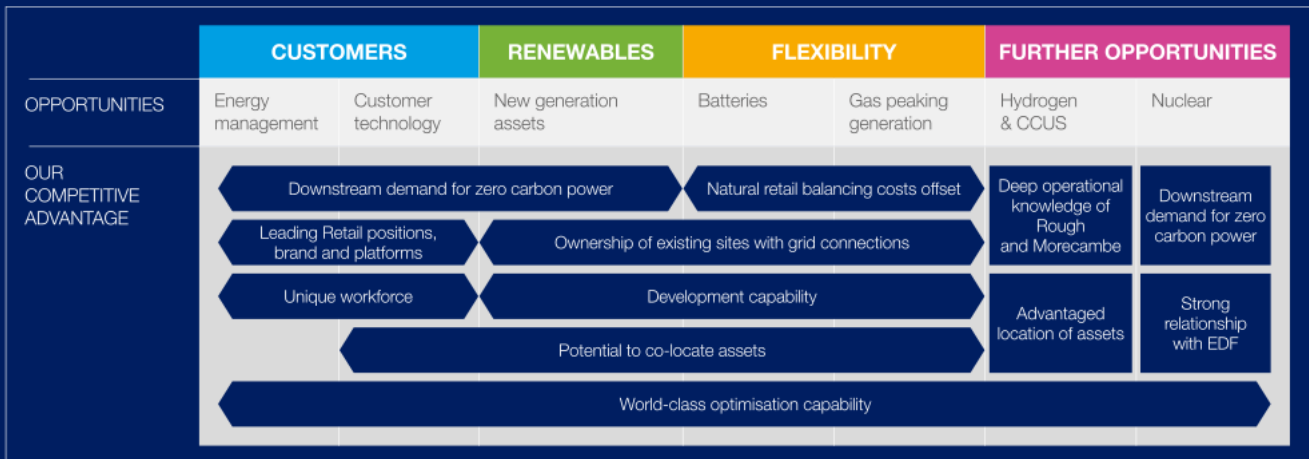 CUSTOMERS
RENEWABLES
FLEXIBILITY
FURTHER OPPORTUNITIES
OPPORTUNITIES
Energy
management
Customer
technology
New generation
assets
Batteries
Gas peaking
generation
Hydrogen
& CCUS
Nuclear
OUR
COMPETITIVE
ADVANTAGE
Downstream demand for zero carbon power
Natural retail balancing costs offset
Deep operational
knowledge of
Rough
and Morecambe
Downstream
demand for zero
carbon power
Leading Retail positions,
brand and platforms
Ownership of existing sites with grid connections
Unique workforce
Development capability
Advantaged
location of assets
Strong
relationship
with EDF
Potential to co-locate assets
World-class optimisation capability